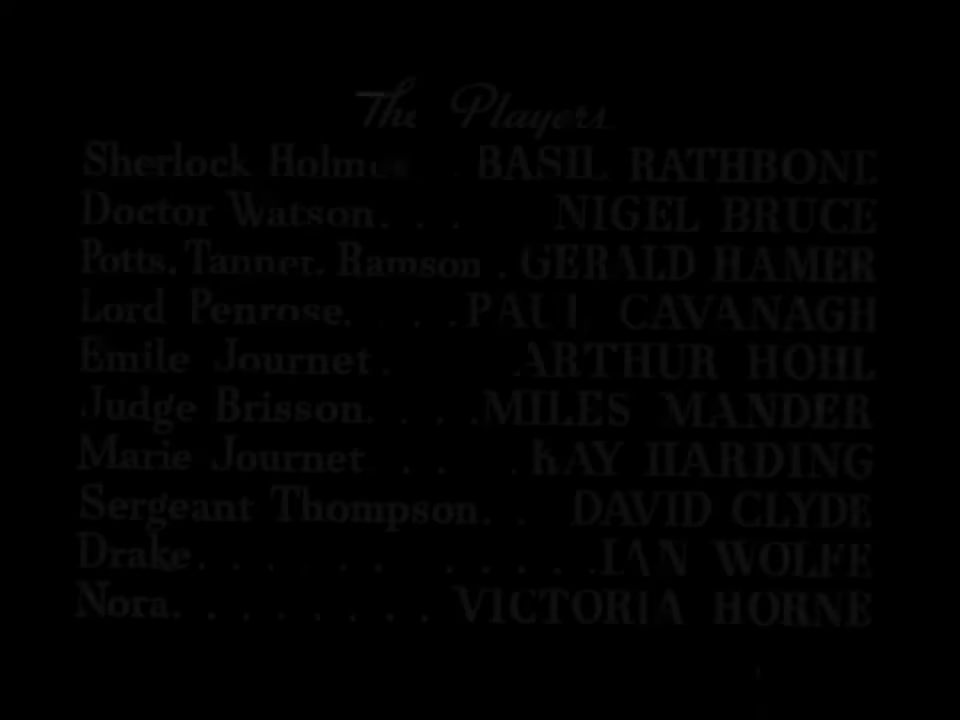 The Players
Sherlock Holmes . BASIL RATHBONE
Doctor Watson. . . NIGEL BRUCE
Potts, Tanner, Ramson . GERALD HAMER
Lord Penrose. . . .PAUL CAVANAGH
Emile Journet. .ARTHUR HOHL
Judge Brisson. . . .MILES MANDER
Marie Journet. . . .KAY HARDING
Sergeant Thompson. . DAVID CLYDE
Drake. . . . . . . . . . .IAN WOLFE
Nora. . . . . . . . VICTORIA HORNE